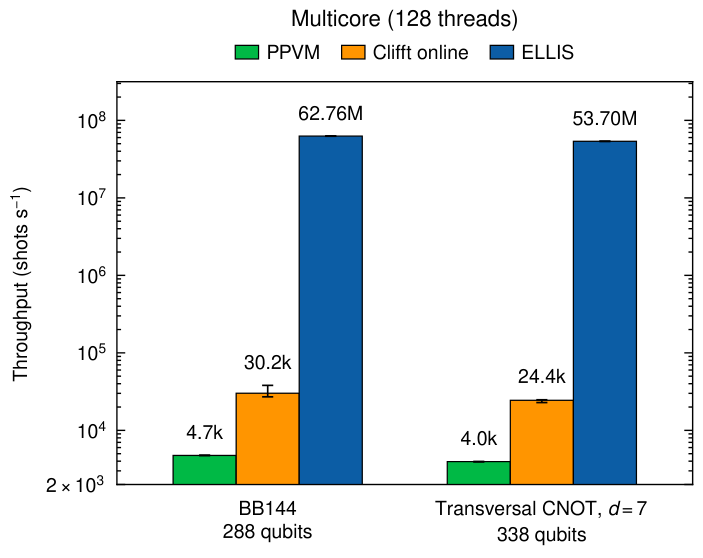 Multicore (128 threads)
PPVM Clifft online ELLIS
Throughput (shots s⁻¹)
10⁸
10⁷
10⁶
10⁵
10⁴
2 × 10³
4.7k
30.2k
62.76M
4.0k
24.4k
53.70M
BB144
288 qubits
Transversal CNOT, d = 7
338 qubits